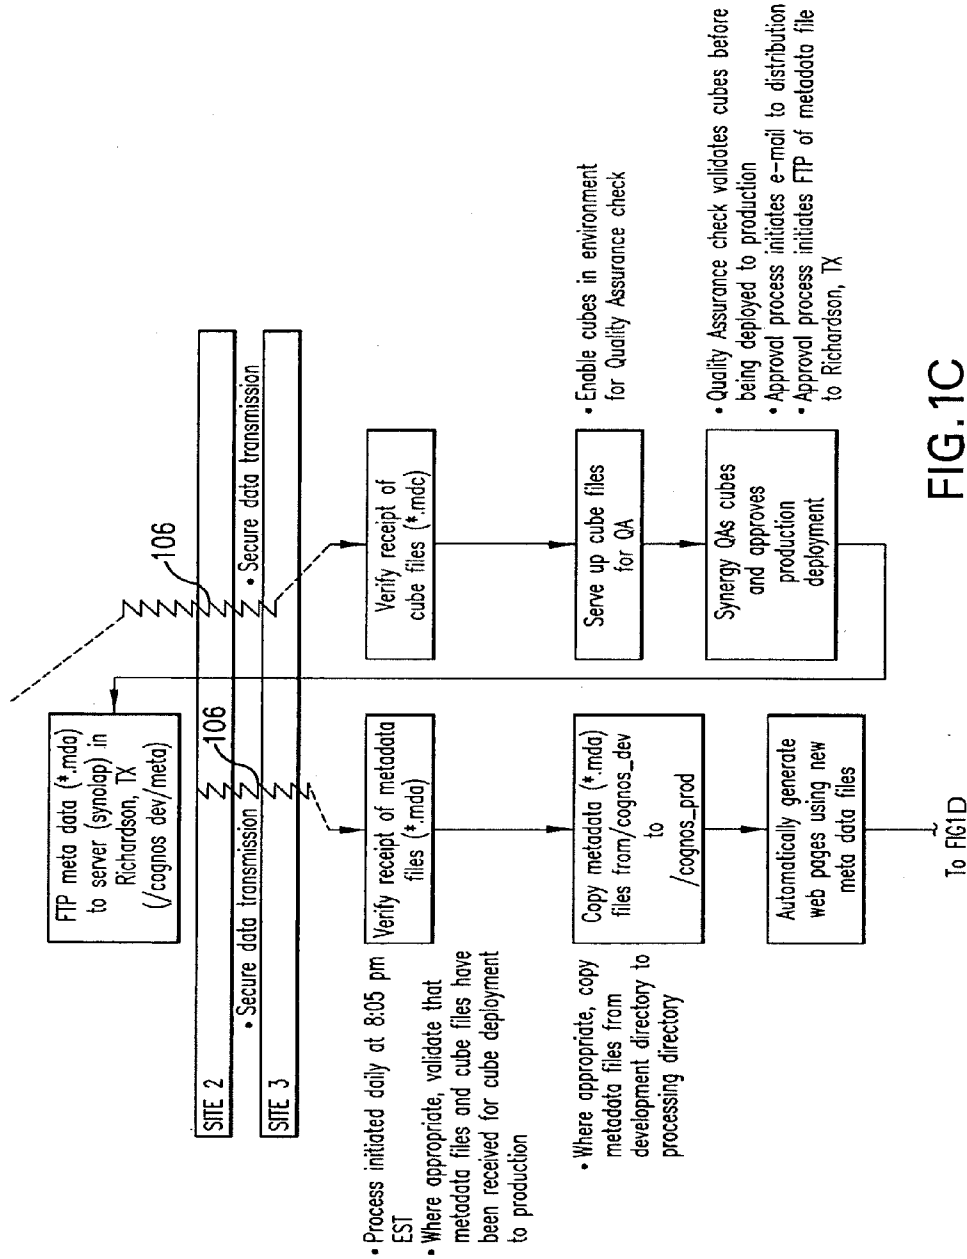 FTP meta data (*.mda)
to server (synolap) in
Richardson, TX
(/cognos dev/meta)
106
106
SITE 2
• Secure data transmission
• Secure data transmission
SITE 3
• Process initiated daily at 8:05 pm
EST
• Where appropriate, validate that
metadata files and cube files have
been received for cube deployment
to production
Verify receipt of metadata
files (*.mda)
Verify receipt of
cube files (*.mdc)
• Where appropriate, copy
metadata files from
development directory to
processing directory
Copy metadata (*.mda)
files from/cognos_dev
to
/cognos_prod
Serve up cube files
for QA
• Enable cubes in environment
for Quality Assurance check
Synergy QAs cubes
and approves
production
deployment
• Quality Assurance check validates cubes before
being deployed to production
• Approval process initiates e-mail to distribution
• Approval process initiates FTP of metadata file
to Richardson, TX
Automatically generate
web pages using new
meta data files
To FIG1D
FIG.1C